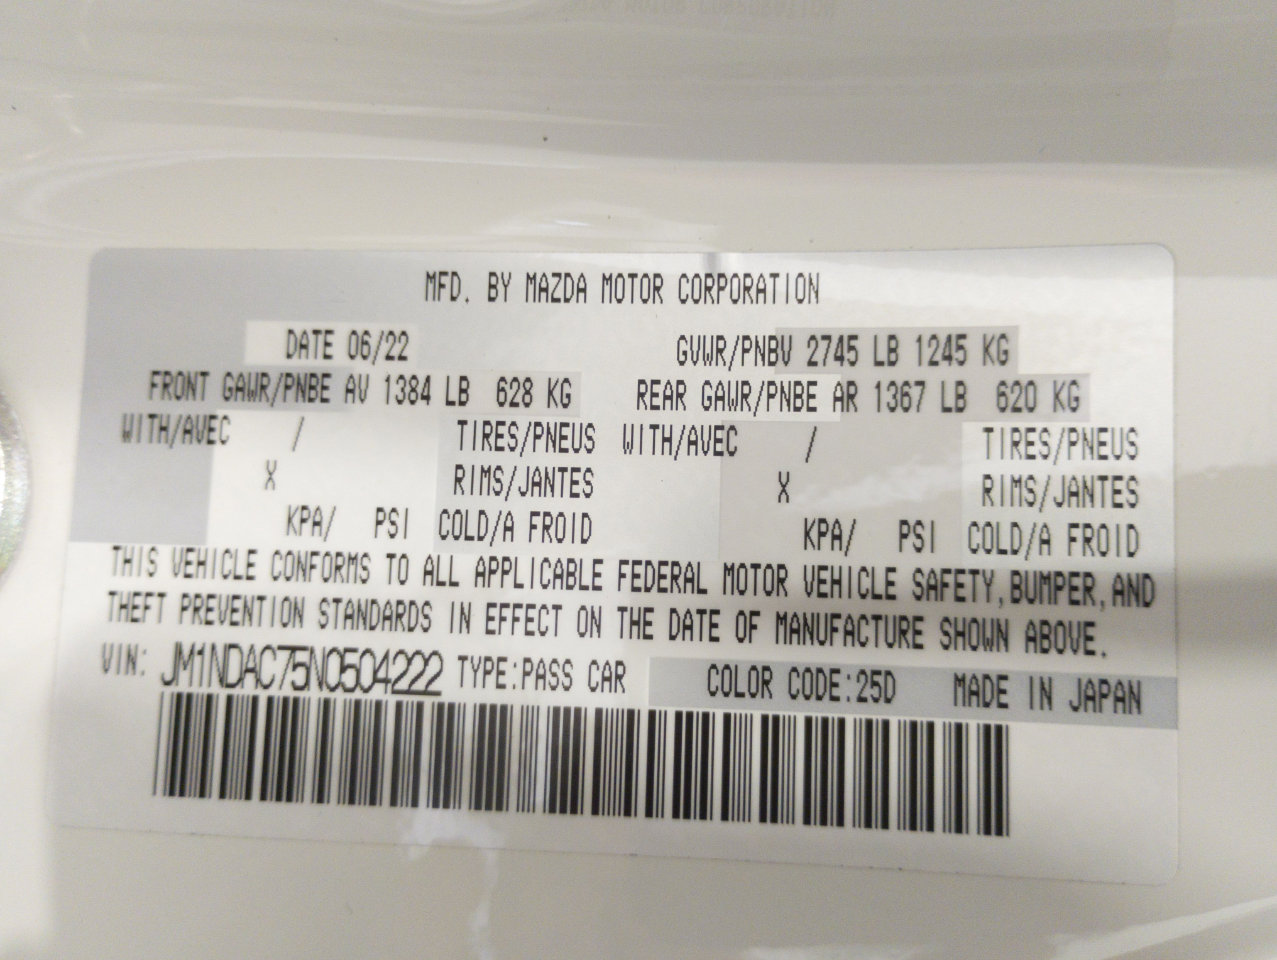 MFD. BY MAZDA MOTOR CORPORATION
DATE 06/22 GVWR/PNBV 2745 LB 1245 KG
FRONT GAWR/PNBE AV 1384 LB 628 KG REAR GAWR/PNBE AR 1367 LB 620 KG
WITH/AVEC / TIRES/PNEUS WITH/AVEC / TIRES/PNEUS
X RIMS/JANTES X RIMS/JANTES
KPA/ PSI COLD/A FROID KPA/ PSI COLD/A FROID
THIS VEHICLE CONFORMS TO ALL APPLICABLE FEDERAL MOTOR VEHICLE SAFETY, BUMPER, AND
THEFT PREVENTION STANDARDS IN EFFECT ON THE DATE OF MANUFACTURE SHOWN ABOVE.
VIN: JM1NDAC75N0504222 TYPE:PASS CAR COLOR CODE:25D MADE IN JAPAN